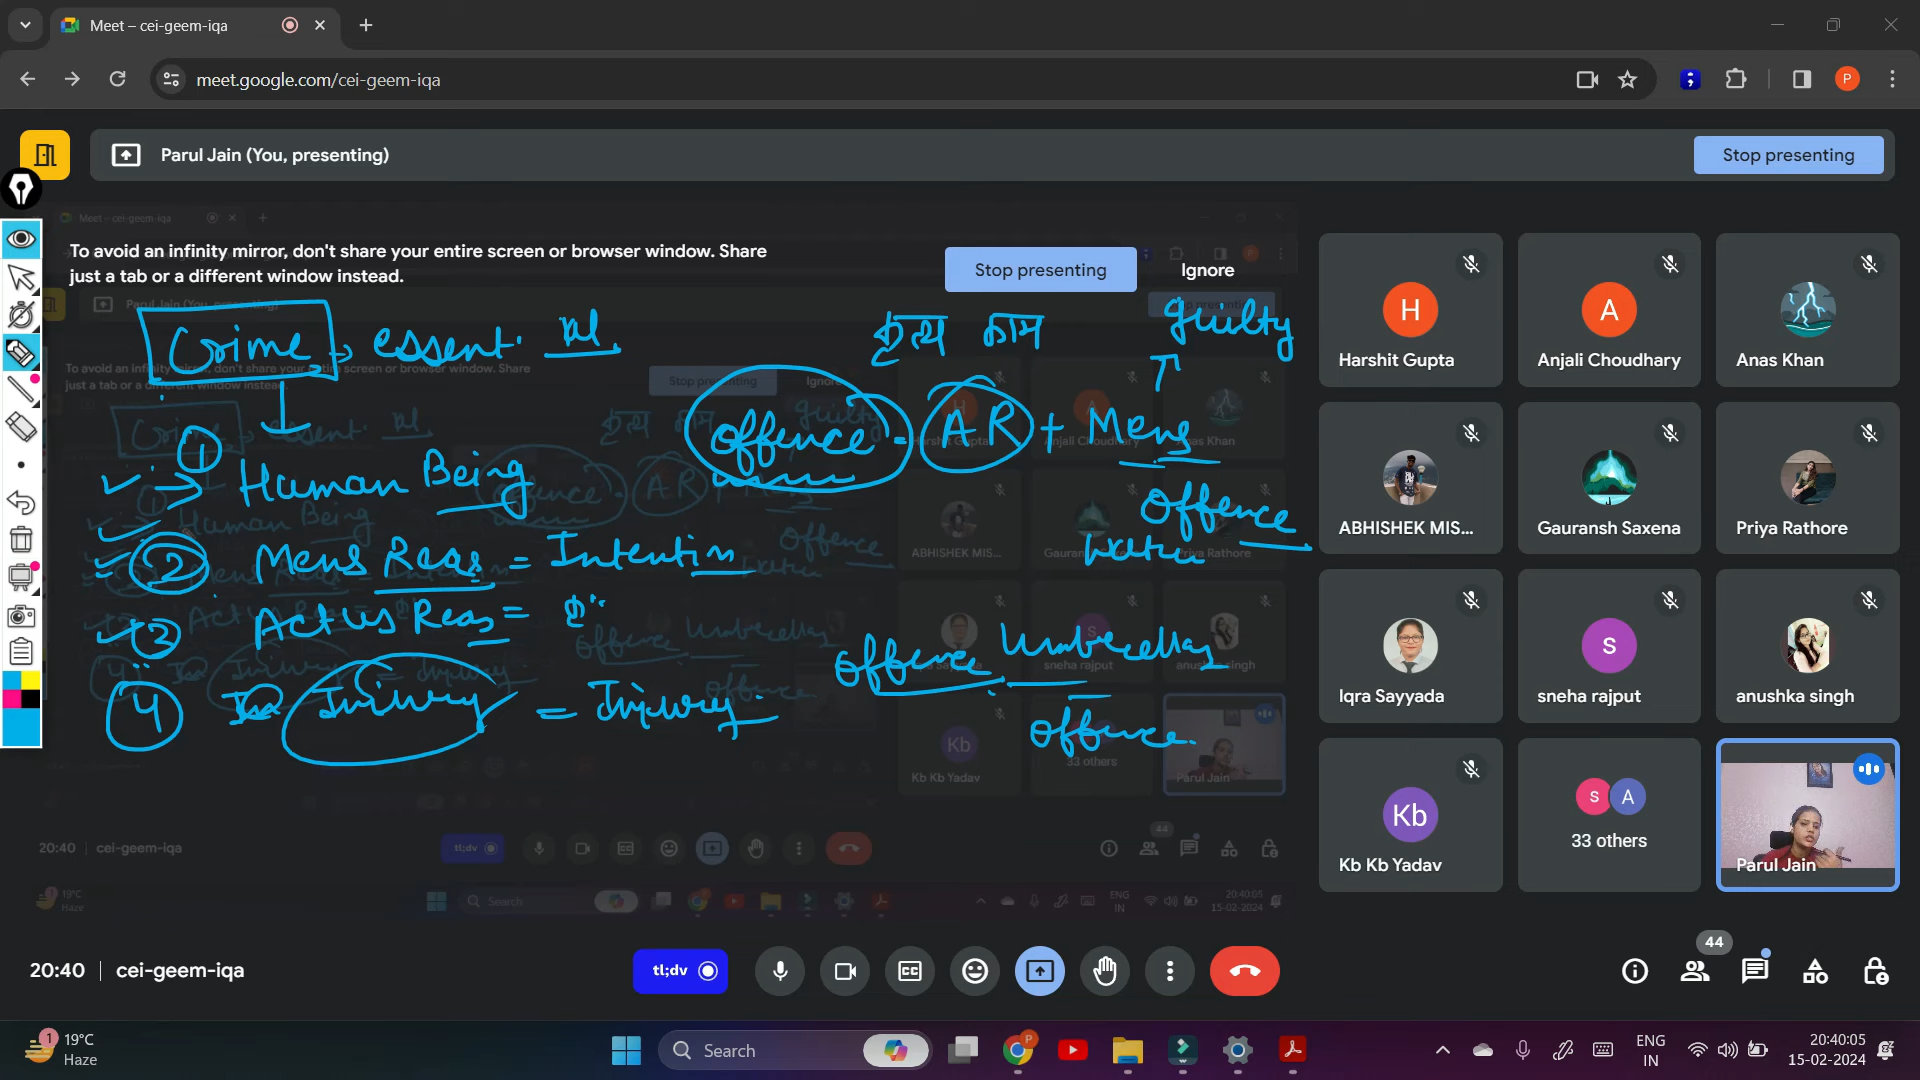 Meet – cei-geem-iqa
meet.google.com/cei-geem-iqa
P
Parul Jain (You, presenting)
Stop presenting
To avoid an infinity mirror, don't share your entire screen or browser window. Share
just a tab or a different window instead.
Stop presenting
Ignore
Crime → essent.
कृत्य काम
guilty
offence = AR + Mens
① Human Being
② Mens Reas = Intention
③ Actus Reas =
④ Injury = Injury
offence
offence Umbrella
offence
H
Harshit Gupta
A
Anjali Choudhary
Anas Khan
ABHISHEK MIS...
Gauransh Saxena
Priya Rathore
Iqra Sayyada
s
sneha rajput
anushka singh
Kb
Kb Kb Yadav
S A
33 others
Parul Jain
20:40 | cei-geem-iqa
tl;dv
44
1
19°C
Haze
Search
ENG
IN
20:40:05
15-02-2024